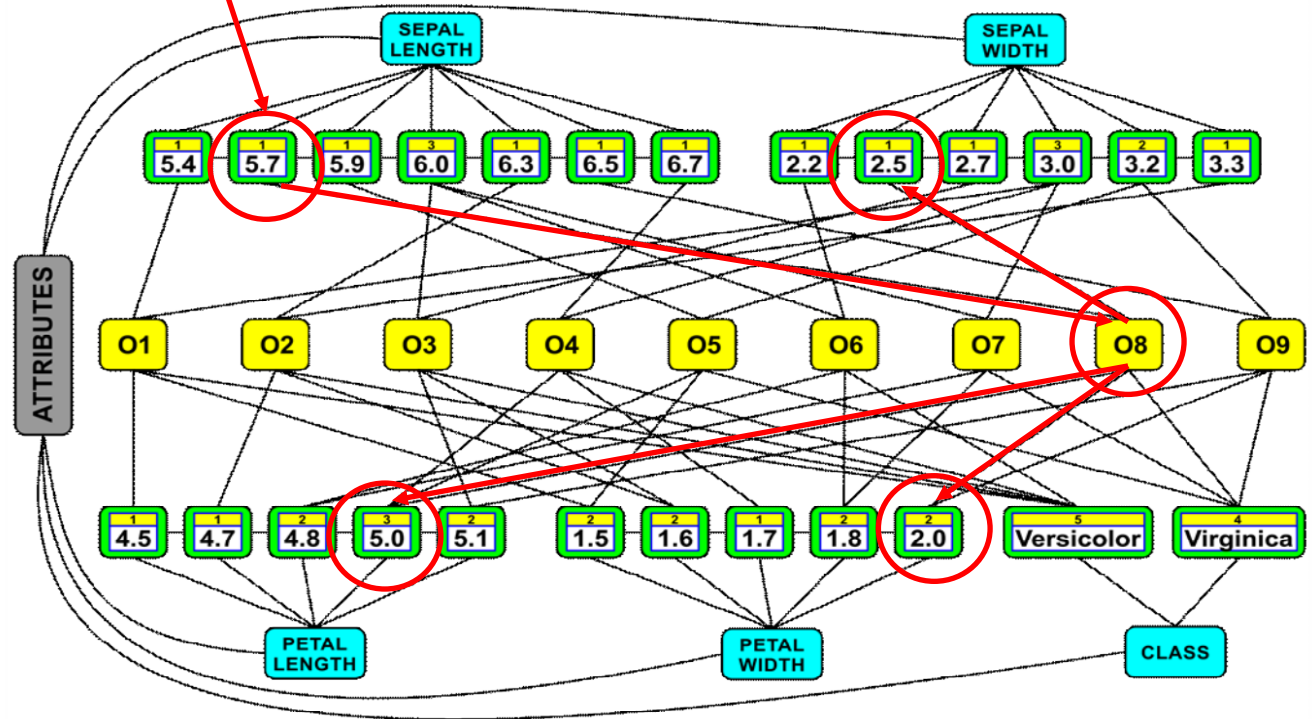 SEPAL
LENGTH
SEPAL
WIDTH
1 1 1 3 1 1 1 1 1 1 3 2 1
5.4 5.7 5.9 6.0 6.3 6.5 6.7 2.2 2.5 2.7 3.0 3.2 3.3
ATTRIBUTES
O1 O2 O3 O4 O5 O6 O7 O8 O9
1 1 2 3 2 2 2 1 2 2 5 4
4.5 4.7 4.8 5.0 5.1 1.5 1.6 1.7 1.8 2.0 Versicolor Virginica
PETAL
LENGTH
PETAL
WIDTH
CLASS